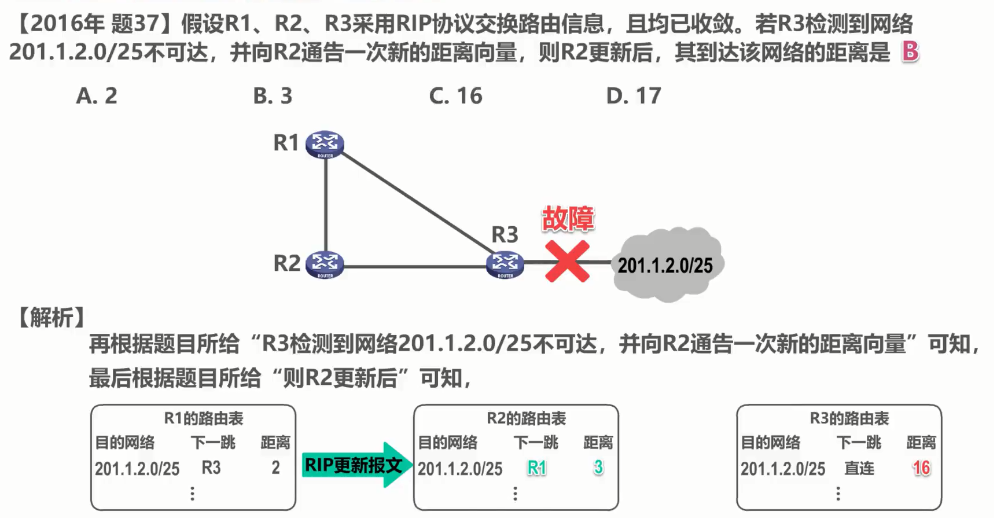 【2016年 题37】假设R1、R2、R3采用RIP协议交换路由信息，且均已收敛。若R3检测到网络
201.1.2.0/25不可达，并向R2通告一次新的距离向量，则R2更新后，其到达该网络的距离是 B
A. 2 B. 3 C. 16 D. 17
R1
ROUTER
故障
R3
R2
ROUTER
ROUTER
201.1.2.0/25
【解析】
再根据题目所给“R3检测到网络201.1.2.0/25不可达，并向R2通告一次新的距离向量”可知，
最后根据题目所给“则R2更新后”可知，
R1的路由表
目的网络 下一跳 距离
201.1.2.0/25 R3 2
⋮
RIP更新报文
R2的路由表
目的网络 下一跳 距离
201.1.2.0/25 R1 3
⋮
R3的路由表
目的网络 下一跳 距离
201.1.2.0/25 直连 16
⋮